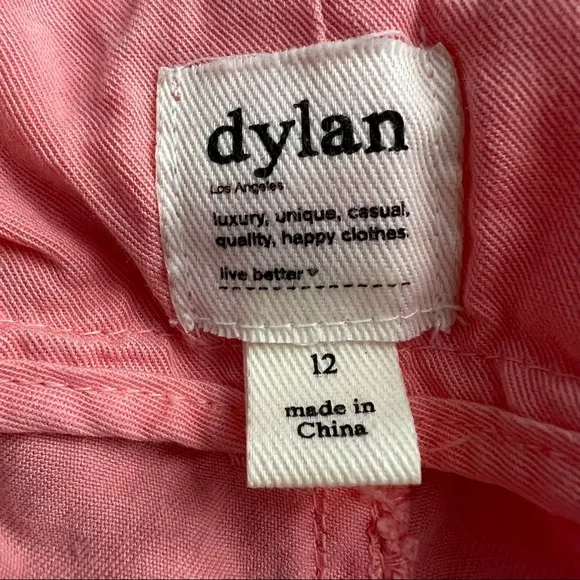 dylan
Los Angeles
luxury, unique, casual,
quality, happy clothes.
live better
12
made in
China